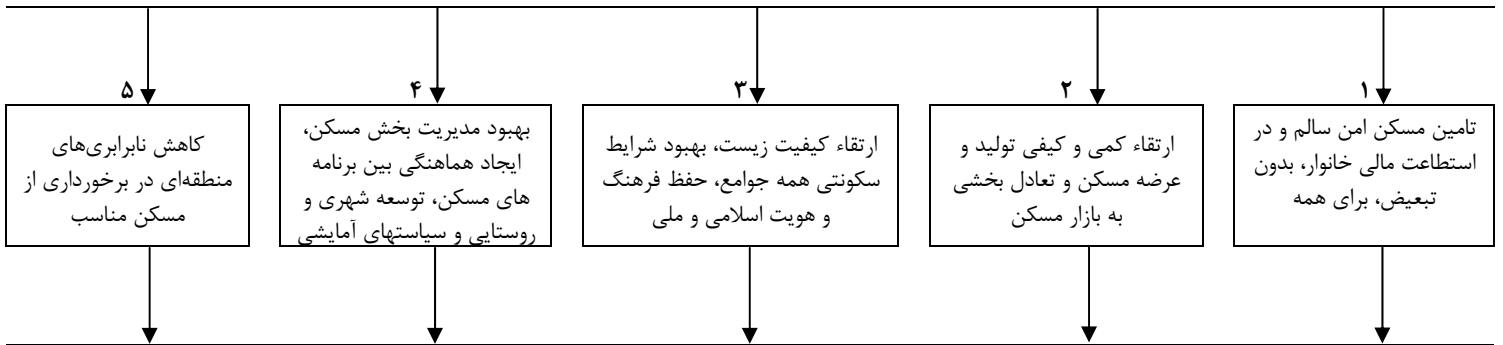 ۱
تامین مسکن امن سالم و در
استطاعت مالی خانوار، بدون
تبعیض، برای همه
۲
ارتقاء کمی و کیفی تولید و
عرضه مسکن و تعادل بخشی
به بازار مسکن
۳
ارتقاء کیفیت زیست، بهبود شرایط
سکونتی همه جوامع، حفظ فرهنگ
و هویت اسلامی و ملی
۴
بهبود مدیریت بخش مسکن،
ایجاد هماهنگی بین برنامه
های مسکن، توسعه شهری و
روستایی و سیاستهای آمایشی
۵
کاهش نابرابری‌های
منطقه‌ای در برخورداری از
مسکن مناسب